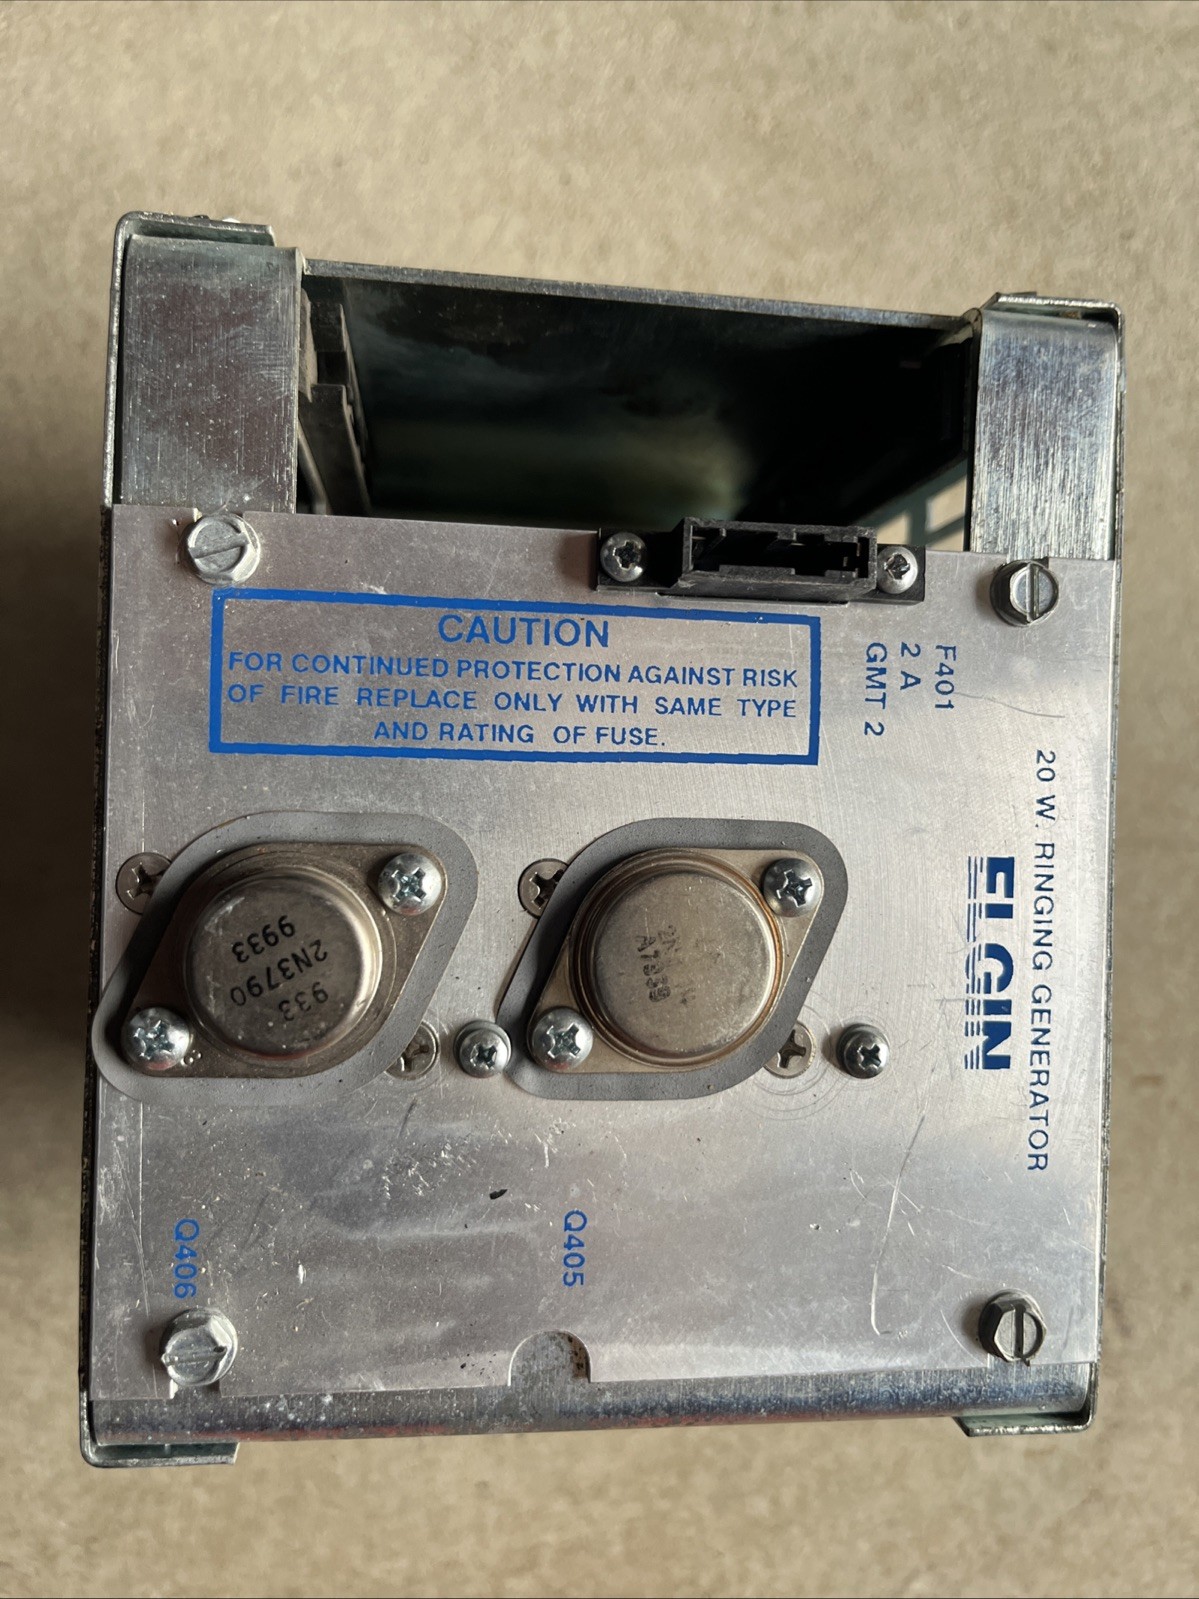 CAUTION
FOR CONTINUED PROTECTION AGAINST RISK
OF FIRE REPLACE ONLY WITH SAME TYPE
AND RATING OF FUSE.
F401
2 A
GMT 2
20 W. RINGING GENERATOR
ELGIN
933
2N3790
9933
Q405
Q406